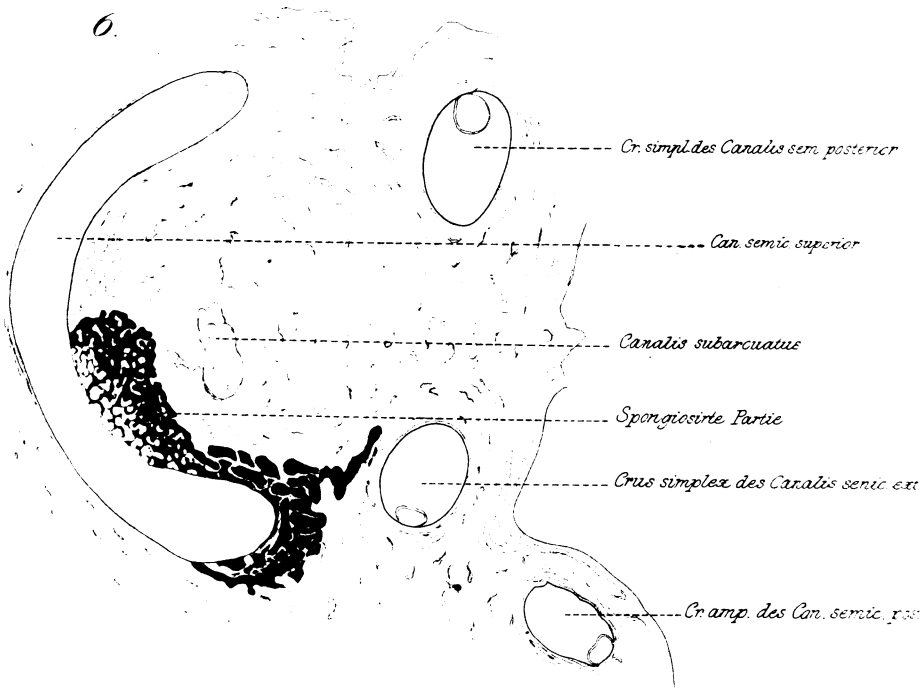 6.
Cr. simpl. des Canalis sem. posterior
Can. semic. superior
Canalis subarcuatus
Spongiosirte Partie
Crus simplex des Canalis semic. ext
Cr. amp. des Can. semic. pos